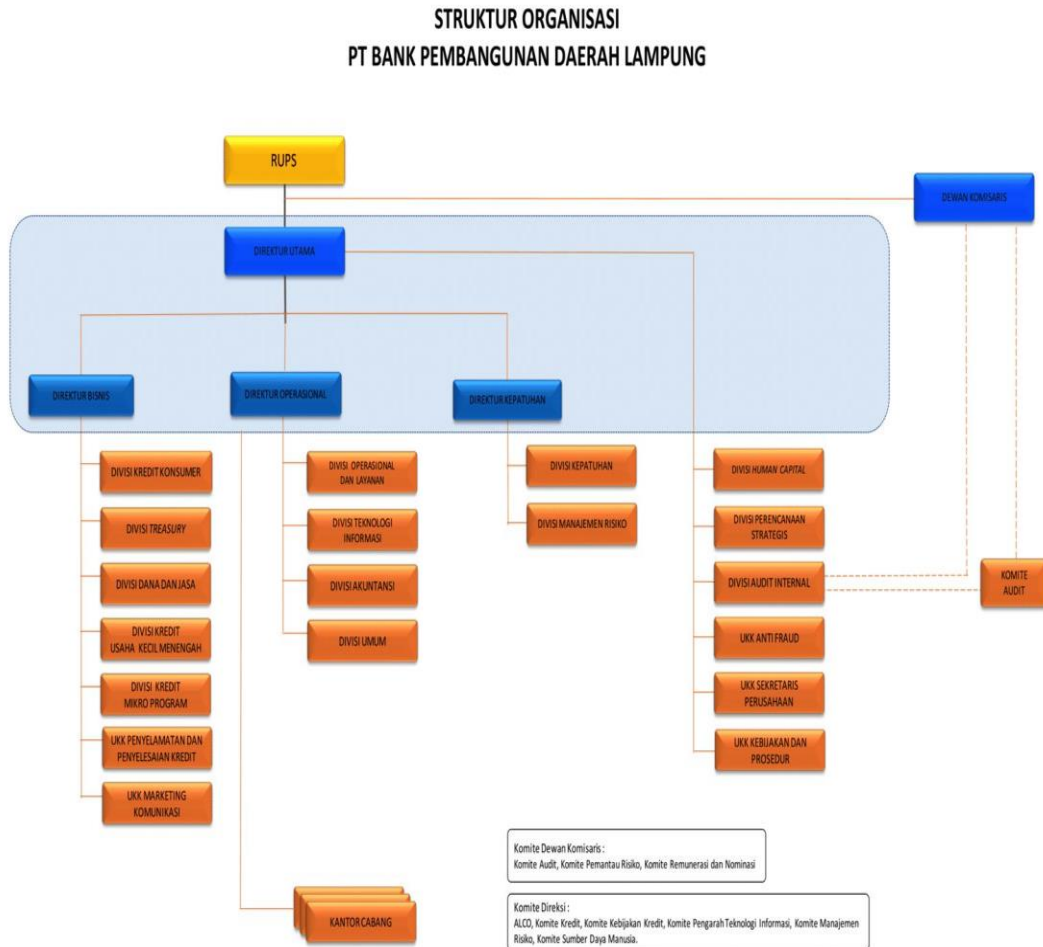 STRUKTUR ORGANISASI
PT BANK PEMBANGUNAN DAERAH LAMPUNG
RUPS
DEWAN KOMISARIS
DIREKTUR UTAMA
DIREKTUR BISNIS
DIREKTUR OPERASIONAL
DIREKTUR KEPATUHAN
DIVISI KREDIT KONSUMER
DIVISI TREASURY
DIVISI DANA DAN JASA
DIVISI KREDIT
USAHA KECIL MENENGAH
DIVISI KREDIT
MIKRO PROGRAM
UKK PENYELAMATAN DAN
PENYELESAIAN KREDIT
UKK MARKETING
KOMUNIKASI
DIVISI OPERASIONAL
DAN LAYANAN
DIVISI TEKNOLOGI
INFORMASI
DIVISI AKUNTANSI
DIVISI UMUM
DIVISI KEPATUHAN
DIVISI MANAJEMEN RISIKO
DIVISI HUMAN CAPITAL
DIVISI PERENCANAAN
STRATEGIS
DIVISI AUDIT INTERNAL
UKK ANTI FRAUD
UKK SEKRETARIS
PERUSAHAAN
UKK KEBIJAKAN DAN
PROSEDUR
KOMITE
AUDIT
KANTOR CABANG
Komite Dewan Komisaris :
Komite Audit, Komite Pemantau Risiko, Komite Remunerasi dan Nominasi
Komite Direksi :
ALCO, Komite Kredit, Komite Kebijakan Kredit, Komite Pengarah Teknologi Informasi, Komite Manajemen
Risiko, Komite Sumber Daya Manusia.